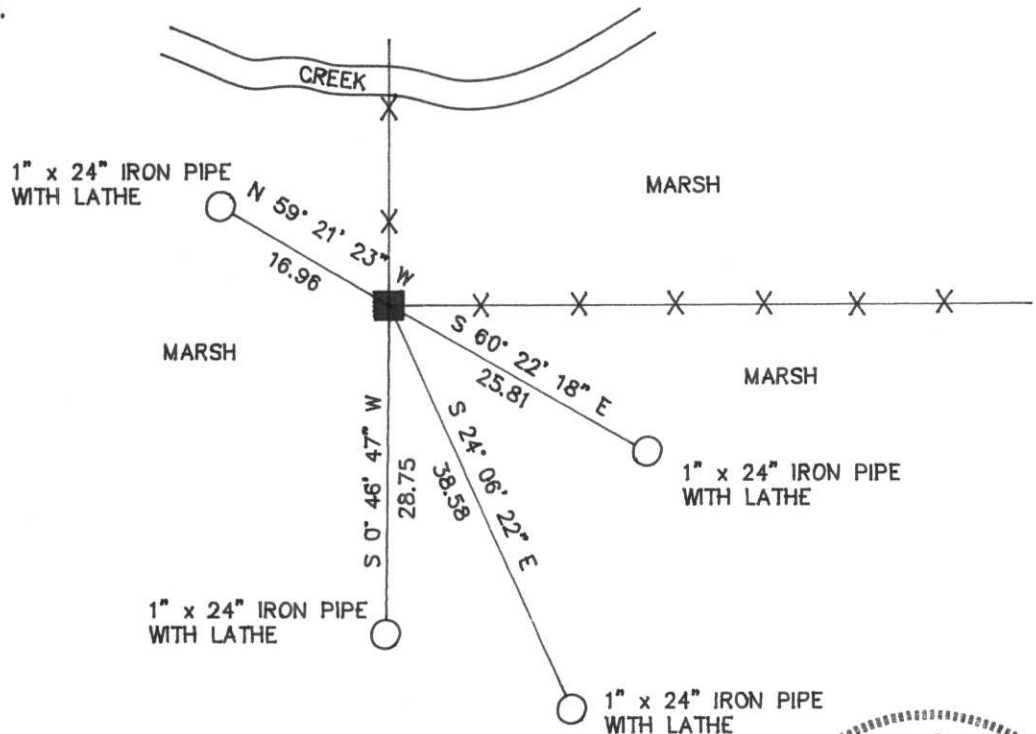 CREEK
1" x 24" IRON PIPE
WITH LATHE
MARSH
N 59° 21' 23" W
16.96
MARSH
S 60° 22' 18" E
25.81
MARSH
S 0° 46' 47" W
28.75
S 24° 06' 22" E
38.58
1" x 24" IRON PIPE
WITH LATHE
1" x 24" IRON PIPE
WITH LATHE
1" x 24" IRON PIPE
WITH LATHE